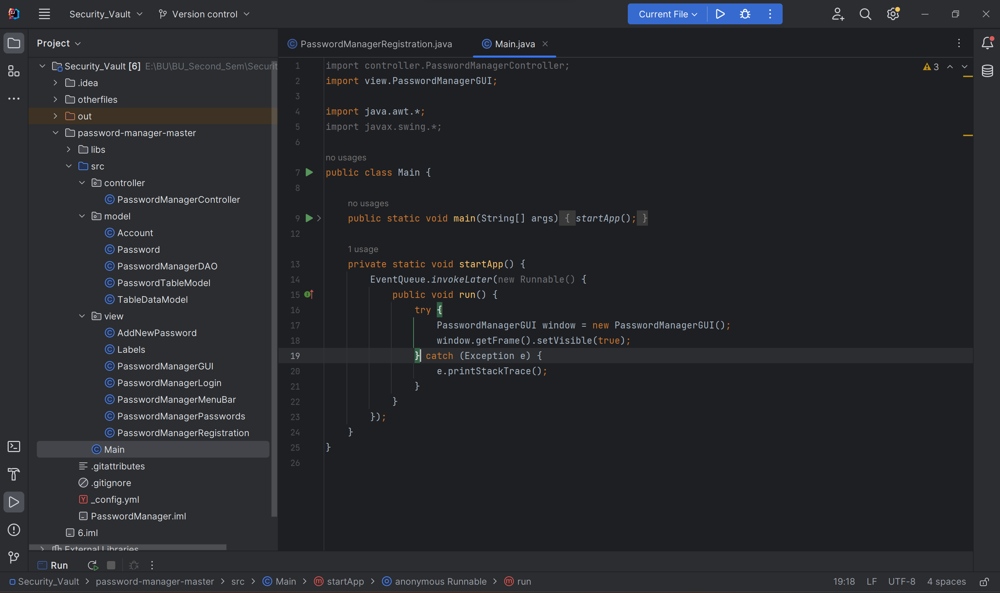 Security_Vault
Version control
Current File
Project
Security_Vault [6] E:\BU\BU_Second_Sem\Securit
.idea
otherfiles
out
password-manager-master
libs
src
controller
PasswordManagerController
model
Account
Password
PasswordManagerDAO
PasswordTableModel
TableDataModel
view
AddNewPassword
Labels
PasswordManagerGUI
PasswordManagerLogin
PasswordManagerMenuBar
PasswordManagerPasswords
PasswordManagerRegistration
Main
.gitattributes
.gitignore
_config.yml
PasswordManager.iml
6.iml
External Libraries
PasswordManagerRegistration.java
Main.java
3
1 import controller.PasswordManagerController;
2 import view.PasswordManagerGUI;
3
4 import java.awt.*;
5 import javax.swing.*;
6
no usages
7 public class Main {
8
no usages
9 public static void main(String[] args) { startApp(); }
12
1 usage
13 private static void startApp() {
14 EventQueue.invokeLater(new Runnable() {
15 public void run() {
16 try {
17 PasswordManagerGUI window = new PasswordManagerGUI();
18 window.getFrame().setVisible(true);
19 } catch (Exception e) {
20 e.printStackTrace();
21 }
22 }
23 });
24 }
25 }
26
Run
Security_Vault > password-manager-master > src > Main > startApp > anonymous Runnable > run
19:18 LF UTF-8 4 spaces